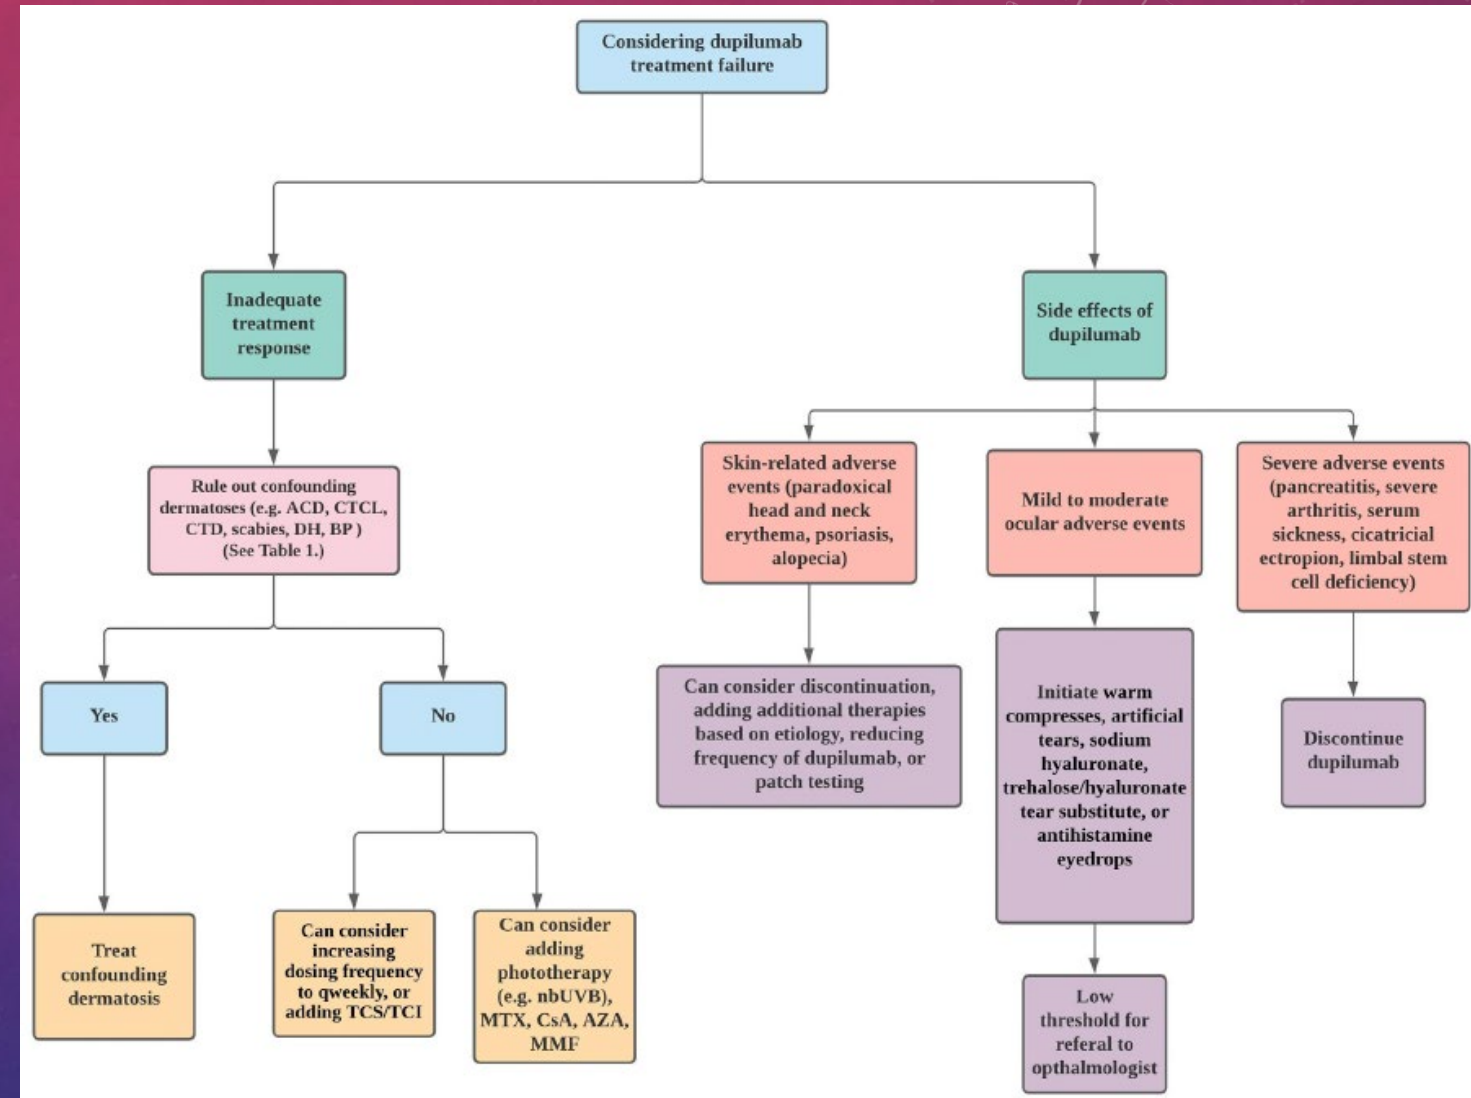 Considering dupilumab
treatment failure
Inadequate
treatment
response
Side effects of
dupilumab
Rule out confounding
dermatoses (e.g. ACD, CTCL,
CTD, scabies, DH, BP )
(See Table 1.)
Skin-related adverse
events (paradoxical
head and neck
erythema, psoriasis,
alopecia)
Mild to moderate
ocular adverse events
Severe adverse events
(pancreatitis, severe
arthritis, serum
sickness, cicatricial
ectropion, limbal stem
cell deficiency)
Yes
No
Can consider discontinuation,
adding additional therapies
based on etiology, reducing
frequency of dupilumab, or
patch testing
Initiate warm
compresses, artificial
tears, sodium
hyaluronate,
trehalose/hyaluronate
tear substitute, or
antihistamine
eyedrops
Discontinue
dupilumab
Treat
confounding
dermatosis
Can consider
increasing
dosing frequency
to qweekly, or
adding TCS/TCI
Can consider
adding
phototherapy
(e.g. nbUVB),
MTX, CsA, AZA,
MMF
Low
threshold for
referal to
opthalmologist